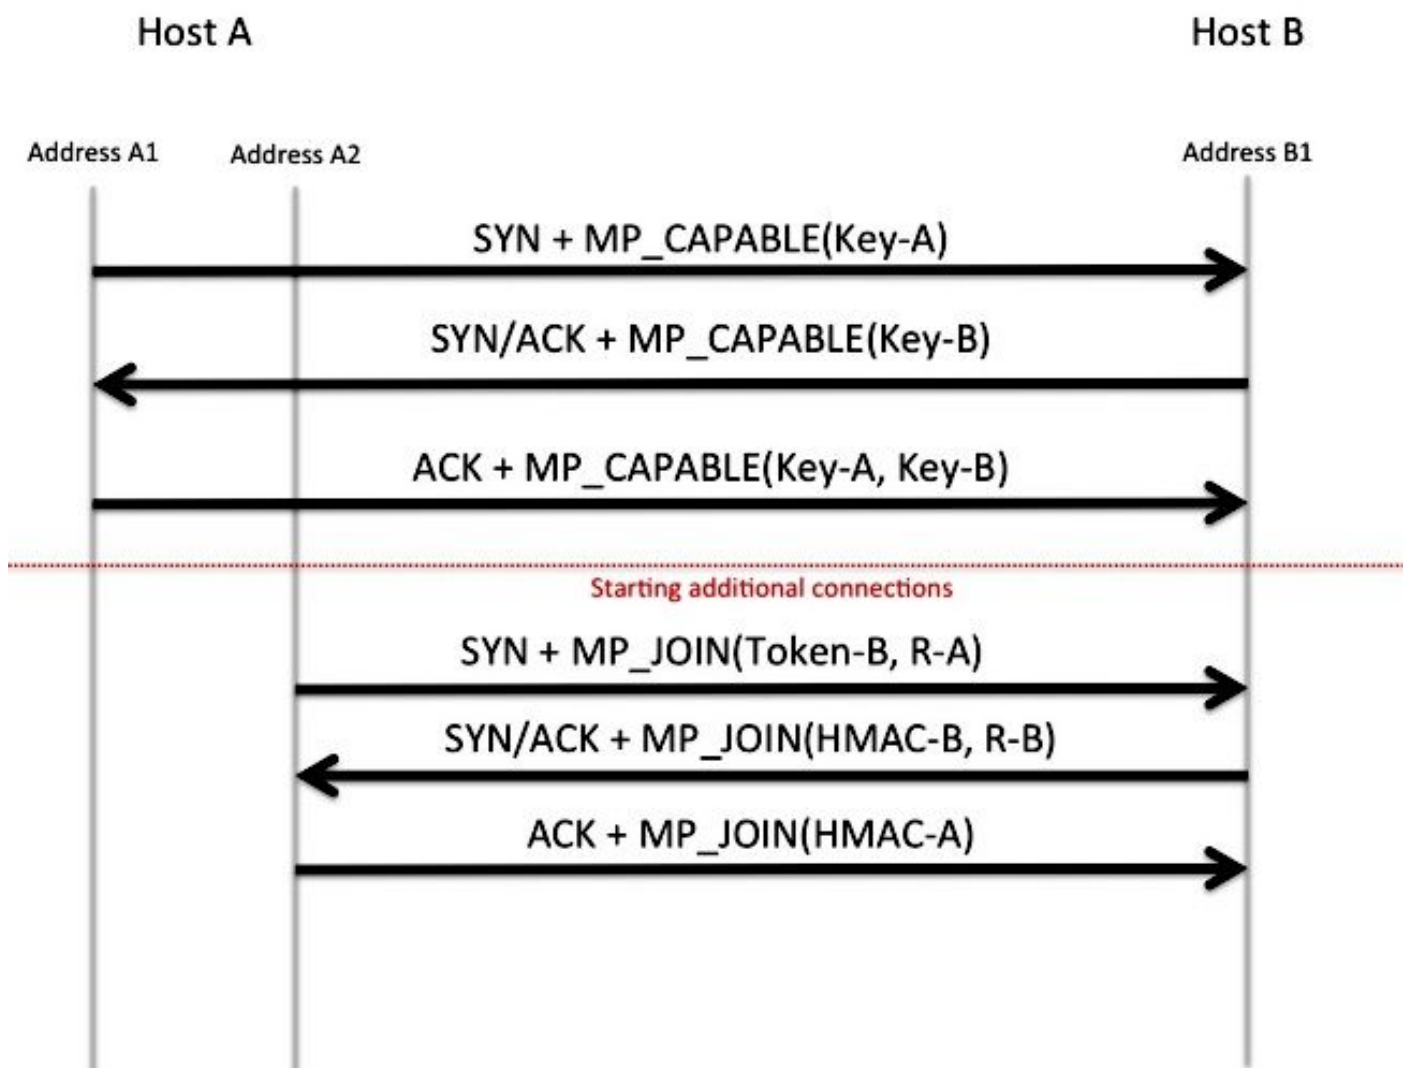 Host A
Host B
Address A1
Address A2
Address B1
SYN + MP_CAPABLE(Key-A)
SYN/ACK + MP_CAPABLE(Key-B)
ACK + MP_CAPABLE(Key-A, Key-B)
Starting additional connections
SYN + MP_JOIN(Token-B, R-A)
SYN/ACK + MP_JOIN(HMAC-B, R-B)
ACK + MP_JOIN(HMAC-A)